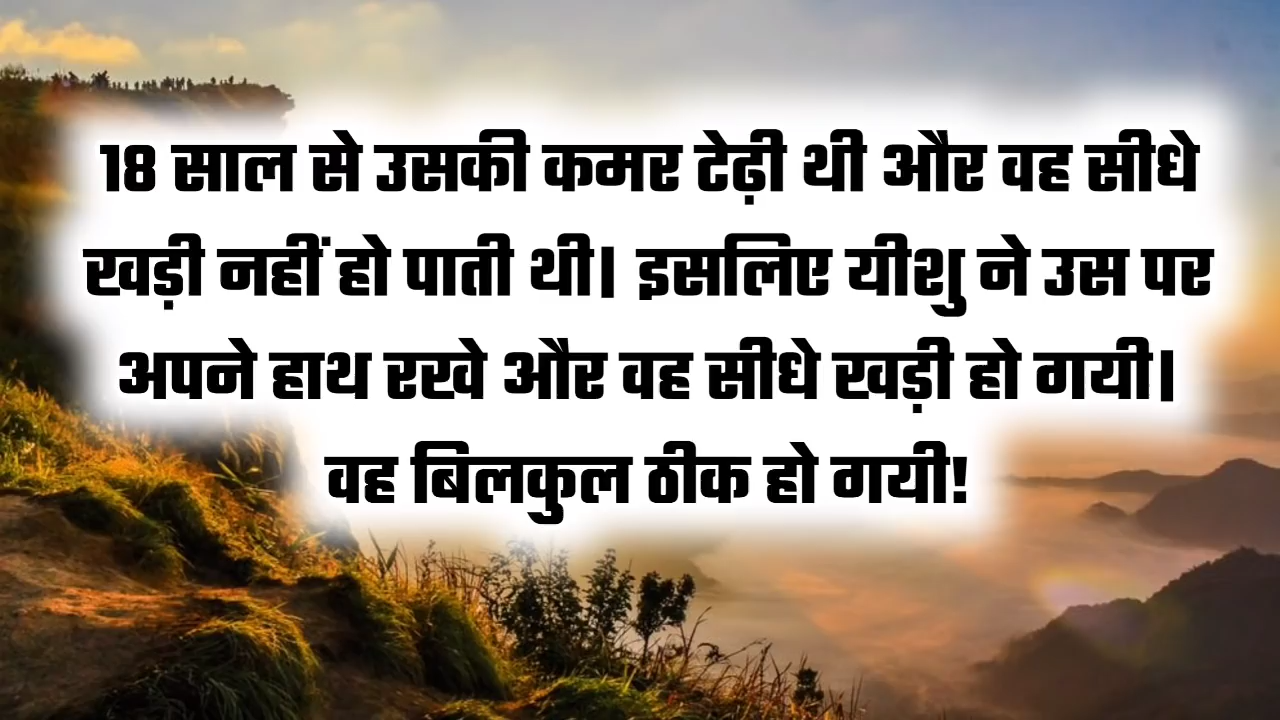 18 साल से उसकी कमर टेढ़ी थी और वह सीधे
खड़ी नहीं हो पाती थी। इसलिए यीशु ने उस पर
अपने हाथ रखे और वह सीधे खड़ी हो गयी।
वह बिलकुल ठीक हो गयी!